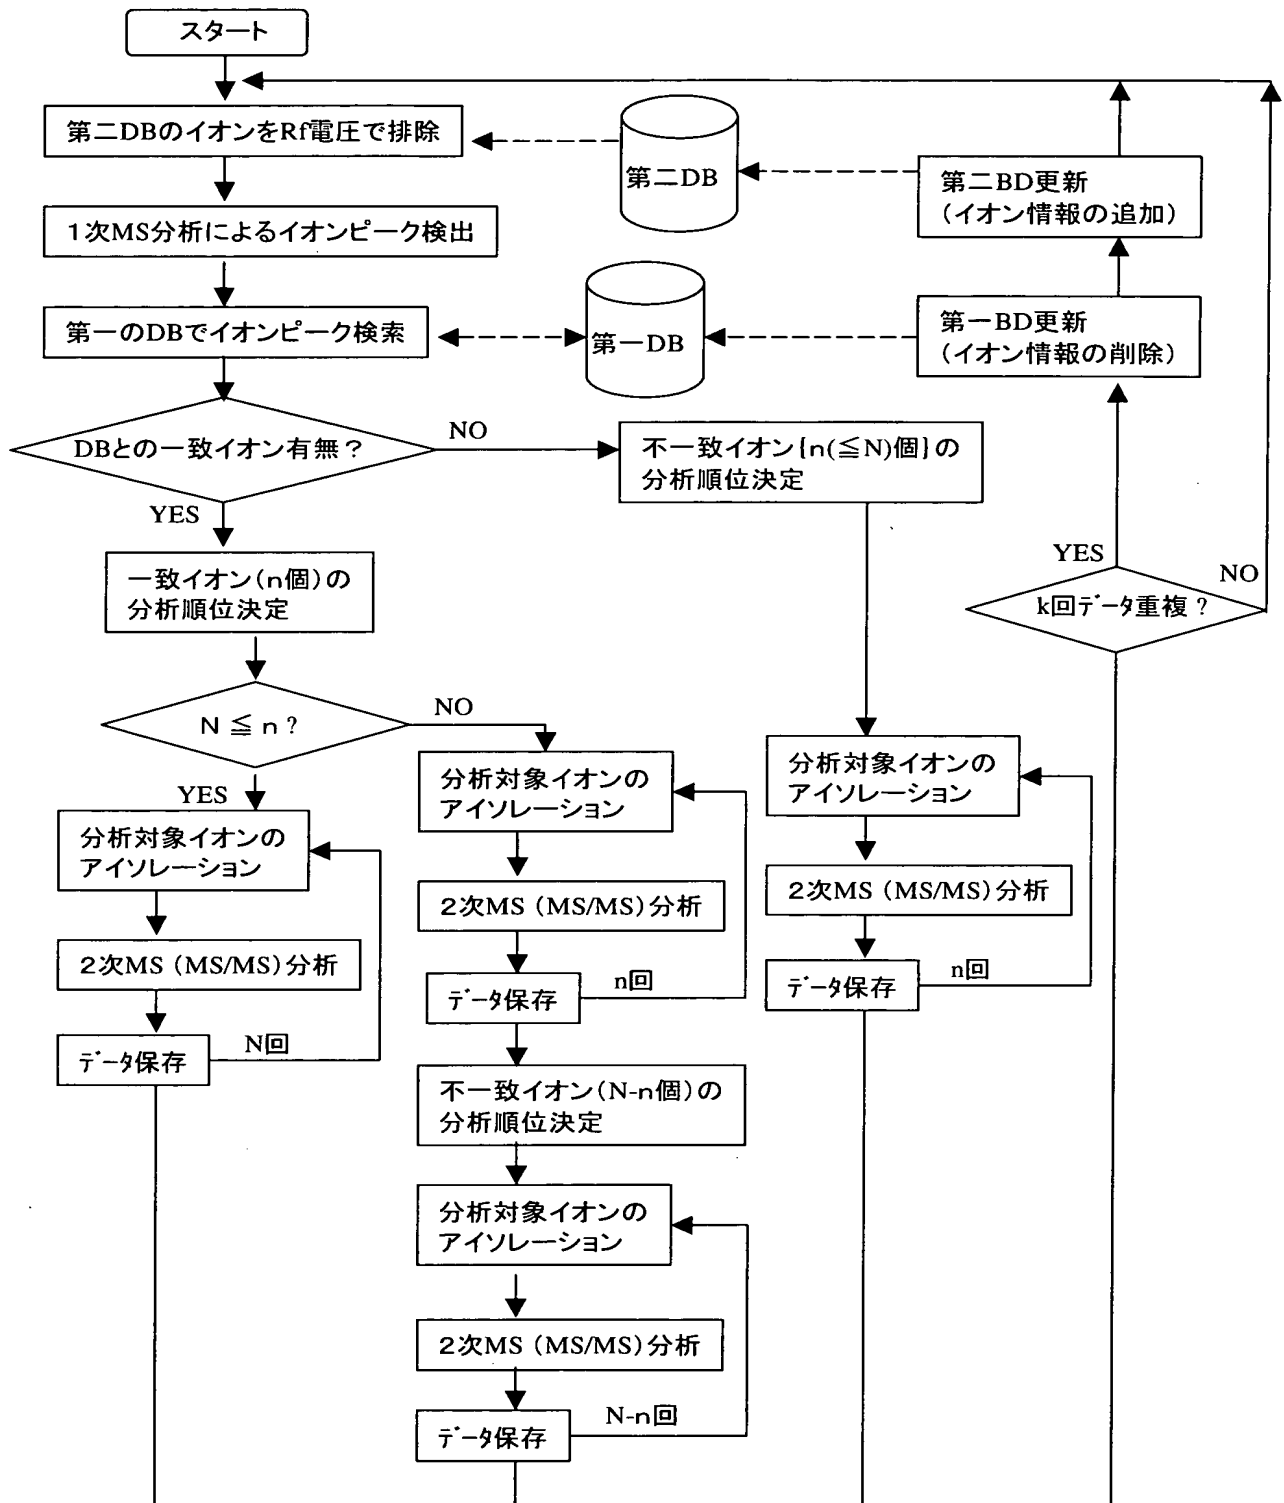 スタート
第二DBのイオンをRf電圧で排除
第二DB
第二BD更新
(イオン情報の追加)
1次MS分析によるイオンピーク検出
第一のDBでイオンピーク検索
第一DB
第一BD更新
(イオン情報の削除)
DBとの一致イオン有無?
NO
YES
不一致イオン{n(≦N)個}の
分析順位決定
一致イオン(n個)の
分析順位決定
YES
NO
k回データ重複?
N ≦ n?
NO
YES
分析対象イオンの
アイソレーション
2次MS (MS/MS)分析
データ保存
N回
分析対象イオンの
アイソレーション
2次MS (MS/MS)分析
データ保存
n回
不一致イオン(N-n個)の
分析順位決定
分析対象イオンの
アイソレーション
2次MS (MS/MS)分析
データ保存
N-n回
分析対象イオンの
アイソレーション
2次MS (MS/MS)分析
データ保存
n回